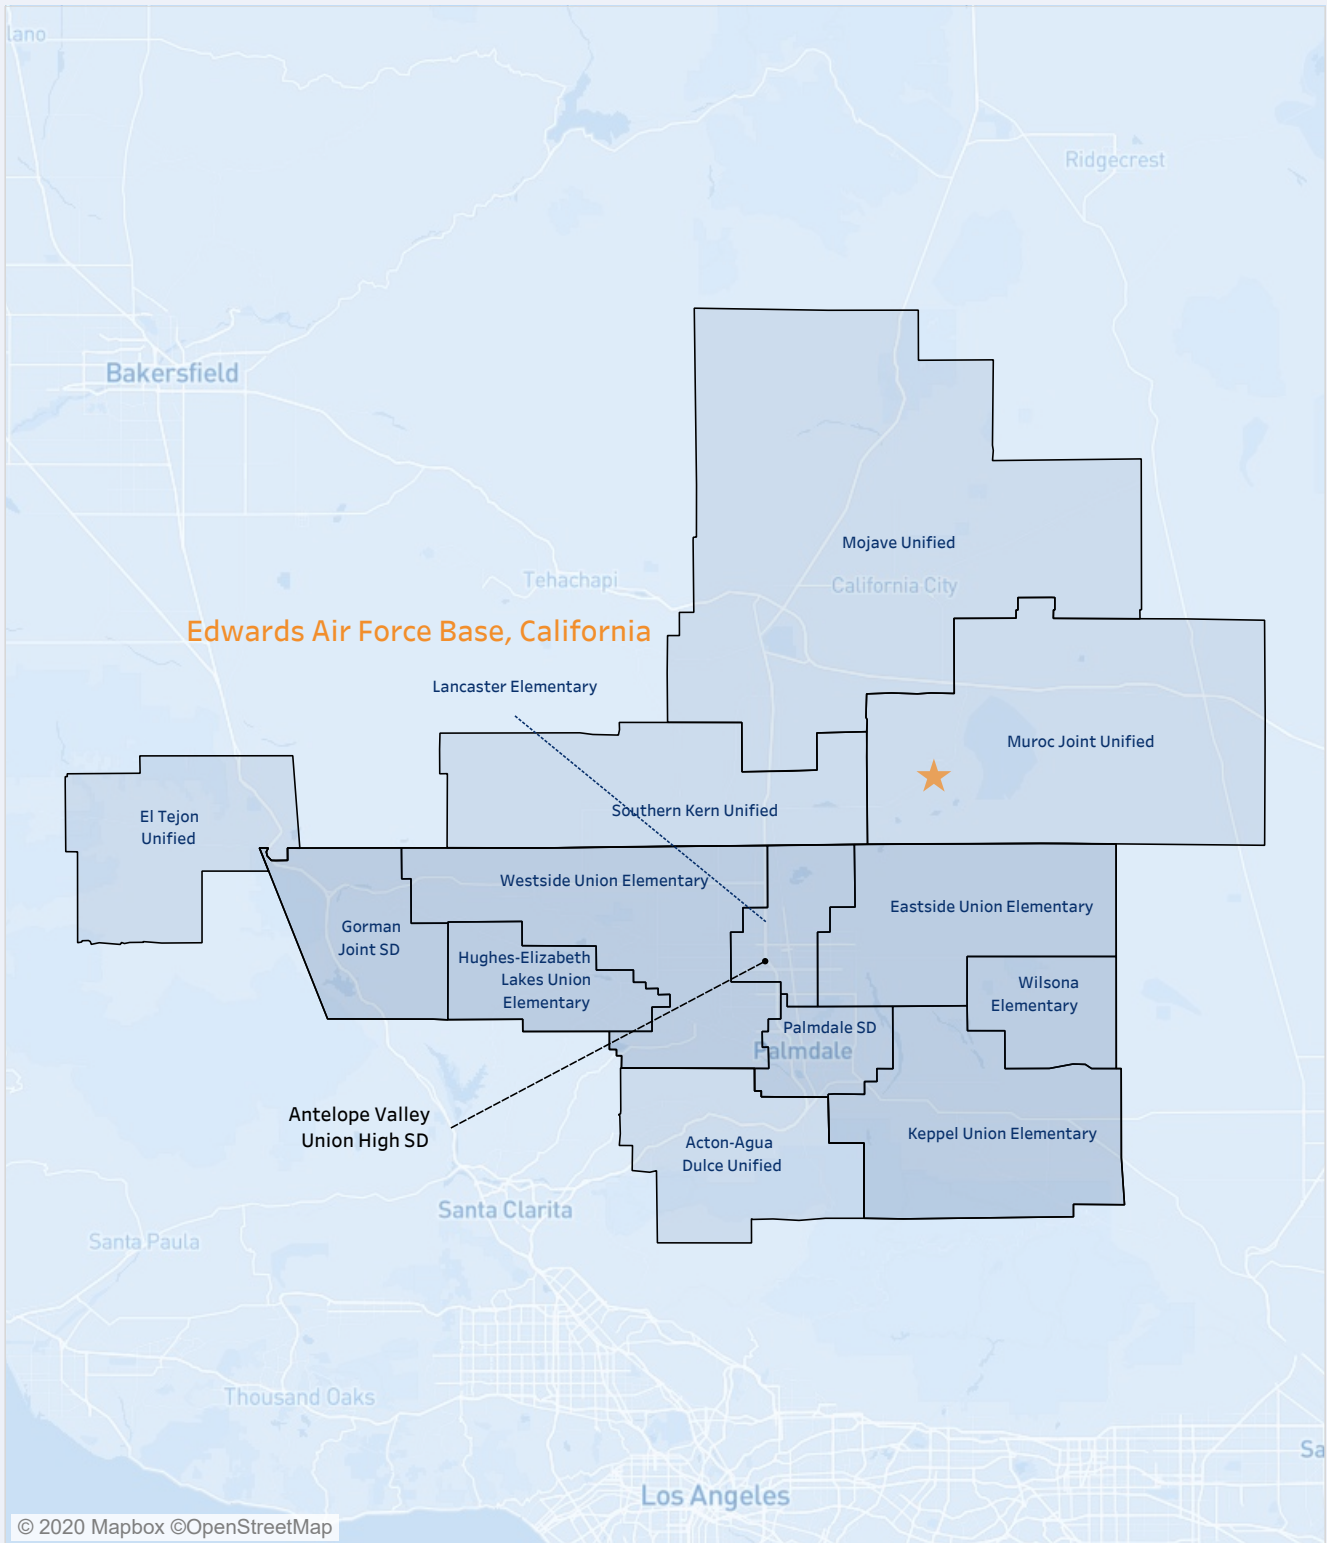 lano
Ridgecrest
Bakersfield
Mojave Unified
Tehachapi
California City
Edwards Air Force Base, California
Lancaster Elementary
Muroc Joint Unified
Southern Kern Unified
El Tejon
Unified
Westside Union Elementary
Eastside Union Elementary
Gorman
Joint SD
Hughes-Elizabeth
Lakes Union
Elementary
Wilsona
Elementary
Palmdale SD
Palmdale
Antelope Valley
Union High SD
Keppel Union Elementary
Acton-Agua
Dulce Unified
Santa Clarita
Santa Paula
Thousand Oaks
Sa
Los Angeles
© 2020 Mapbox ©OpenStreetMap